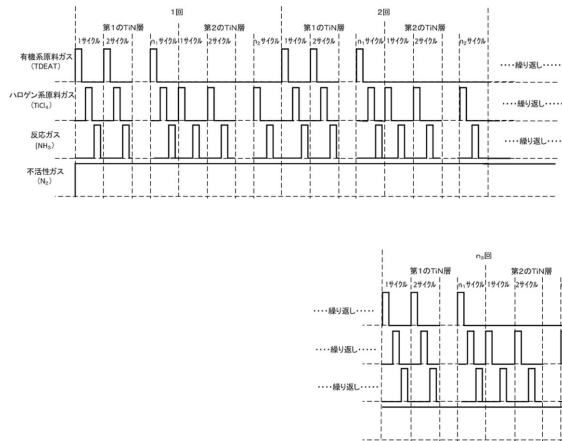 1回 2回
第1のTiN層 第2のTiN層 第1のTiN層 第2のTiN層
1サイクル 2サイクル n₁サイクル 1サイクル 2サイクル n₂サイクル 1サイクル 2サイクル n₁サイクル 1サイクル 2サイクル n₂サイクル
有機系原料ガス
(TDEAT)
‥‥繰り返し‥‥
ハロゲン系原料ガス
(TiCl₄)
‥‥繰り返し‥‥
反応ガス
(NH₃)
‥‥繰り返し‥‥
不活性ガス
(N₂)
n₃回
第1のTiN層 第2のTiN層
1サイクル 2サイクル n₁サイクル 1サイクル 2サイクル
‥‥繰り返し‥‥
‥‥繰り返し‥‥
‥‥繰り返し‥‥